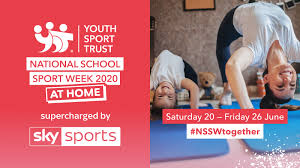 YOUTH
SPORT
TRUST
NATIONAL SCHOOL
SPORT WEEK 2020
AT HOME
supercharged by
sky sports
Saturday 20 – Friday 26 June
#NSSWtogether